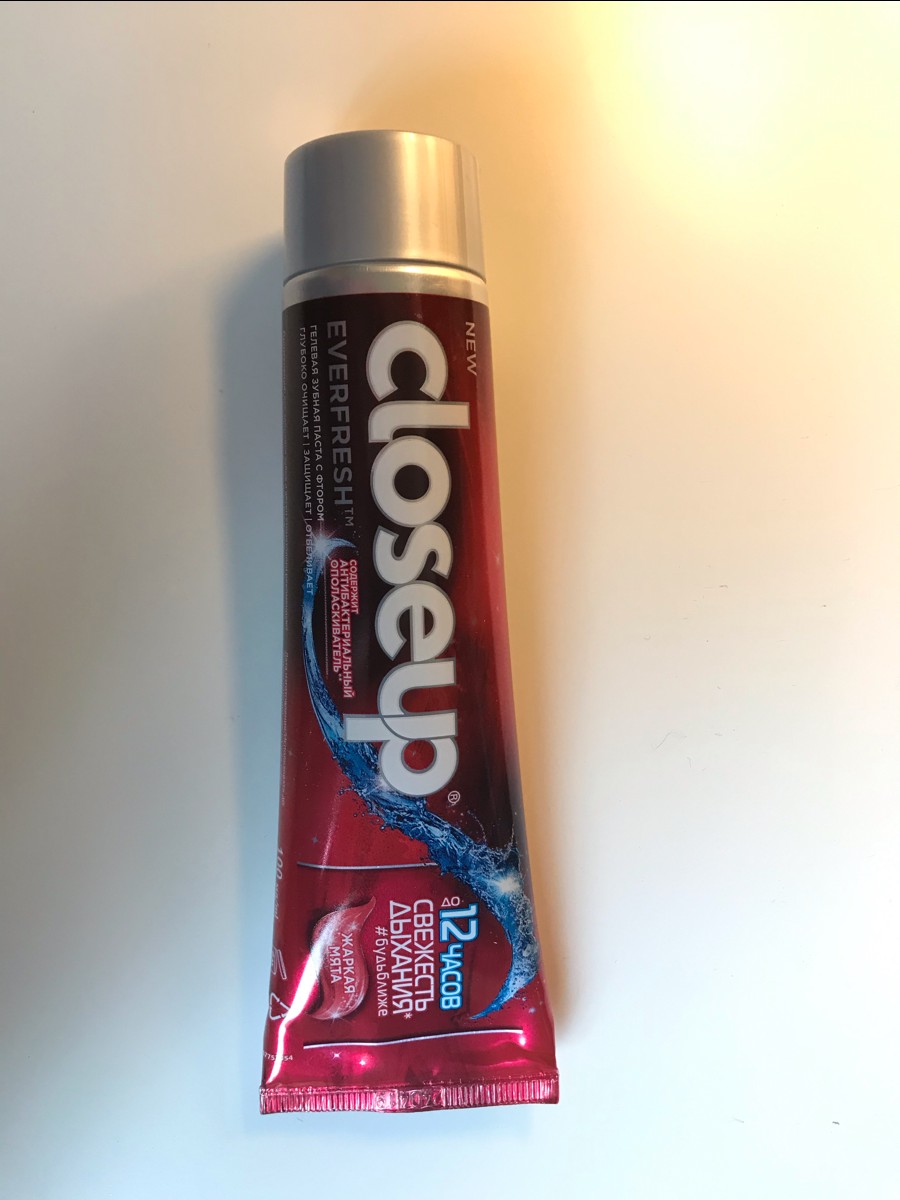 NEW
closeup®
EVERFRESH™
ГЕЛЕВАЯ ЗУБНАЯ ПАСТА С ФТОРОМ
ГЛУБОКО ОЧИЩАЕТ | ЗАЩИЩАЕТ | ОТБЕЛИВАЕТ
СОДЕРЖИТ
АНТИБАКТЕРИАЛЬНЫЙ
ОПОЛАСКИВАТЕЛЬ**
ДО 12 ЧАСОВ
СВЕЖЕСТЬ
ДЫХАНИЯ*
#будьближе
ЖАРКАЯ
МЯТА